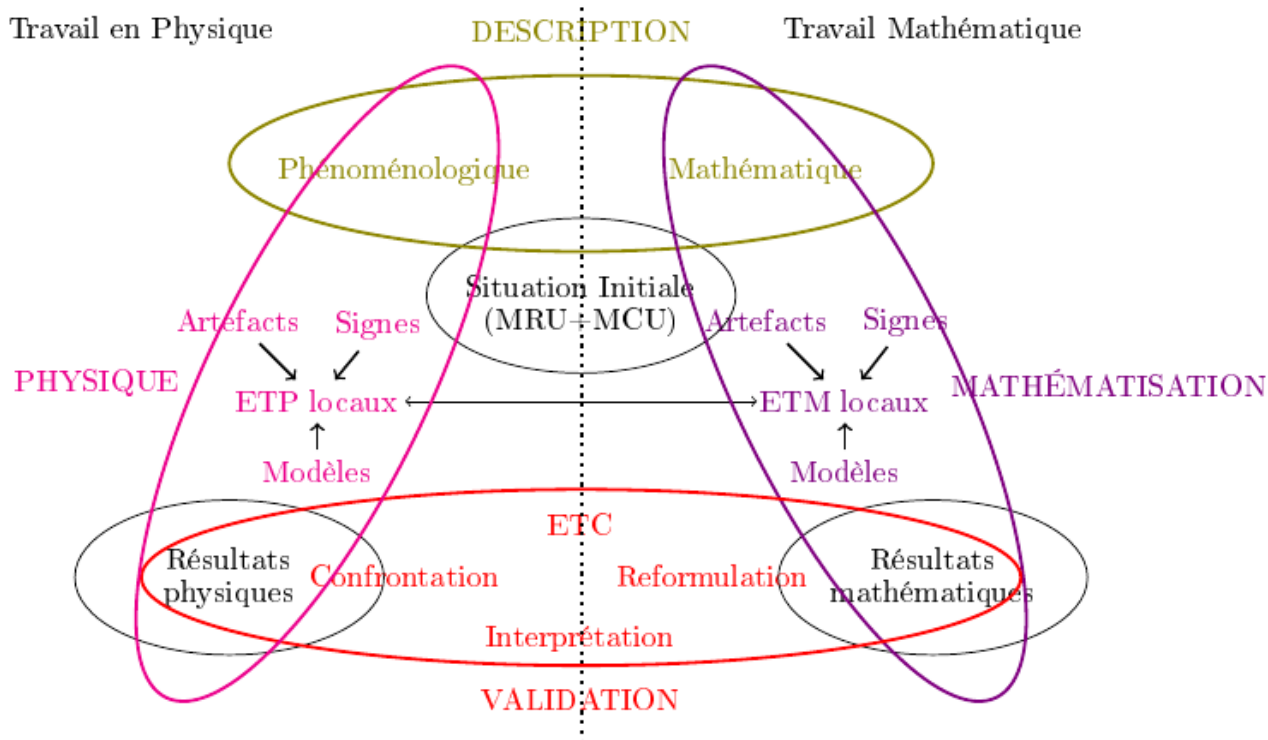 Travail en Physique
DESCRIPTION
Travail Mathématique
Phénoménologique
Mathématique
Situation Initiale
(MRU+MCU)
Artefacts
Signes
Artefacts
Signes
PHYSIQUE
MATHÉMATISATION
ETP locaux
ETM locaux
Modèles
Modèles
ETC
Résultats
physiques
Confrontation
Reformulation
Résultats
mathématiques
Interprétation
VALIDATION